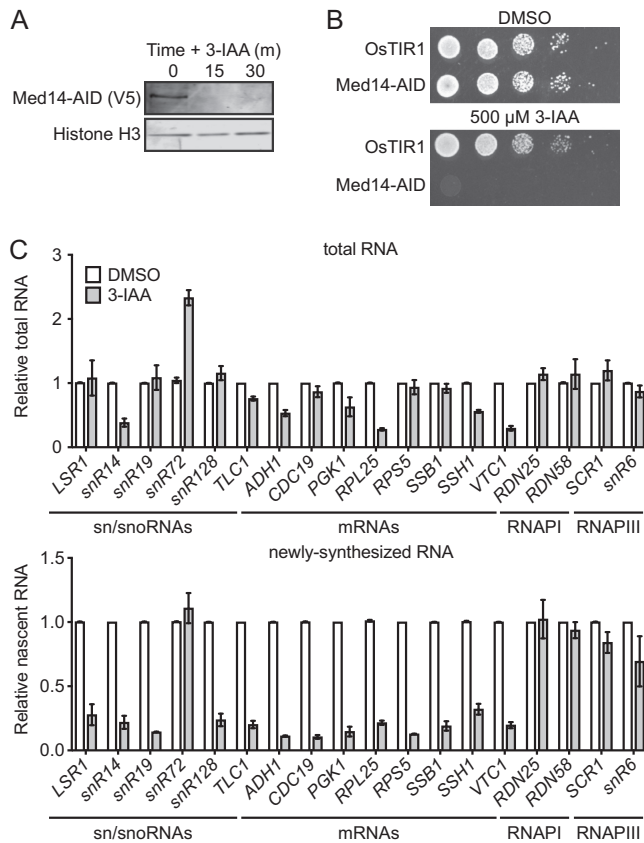 A
Time + 3-IAA (m)
0 15 30
Med14-AID (V5)
Histone H3
B
DMSO
OsTIR1
Med14-AID
500 µM 3-IAA
OsTIR1
Med14-AID
C
total RNA
DMSO
3-IAA
Relative total RNA
3
2
1
0
LSR1 snR14 snR19 snR72 snR128 TLC1 ADH1 CDC19 PGK1 RPL25 RPS5 SSB1 SSH1 VTC1 RDN25 RDN58 SCR1 snR6
sn/snoRNAs mRNAs RNAPI RNAPIII
newly-synthesized RNA
Relative nascent RNA
1.5
1.0
0.5
0.0
LSR1 snR14 snR19 snR72 snR128 TLC1 ADH1 CDC19 PGK1 RPL25 RPS5 SSB1 SSH1 VTC1 RDN25 RDN58 SCR1 snR6
sn/snoRNAs mRNAs RNAPI RNAPIII